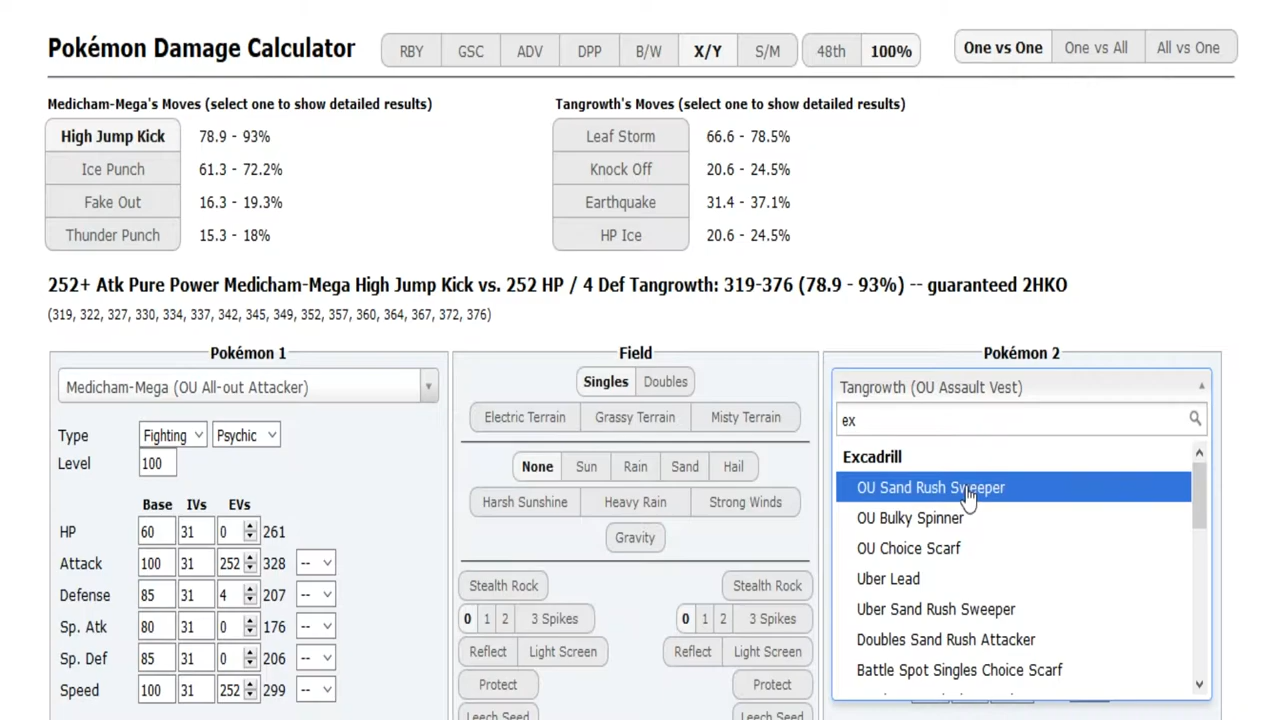 Pokémon Damage Calculator
RBY GSC ADV DPP B/W X/Y S/M 48th 100% One vs One One vs All All vs One
Medicham-Mega's Moves (select one to show detailed results)
High Jump Kick 78.9 - 93%
Ice Punch 61.3 - 72.2%
Fake Out 16.3 - 19.3%
Thunder Punch 15.3 - 18%
Tangrowth's Moves (select one to show detailed results)
Leaf Storm 66.6 - 78.5%
Knock Off 20.6 - 24.5%
Earthquake 31.4 - 37.1%
HP Ice 20.6 - 24.5%
252+ Atk Pure Power Medicham-Mega High Jump Kick vs. 252 HP / 4 Def Tangrowth: 319-376 (78.9 - 93%) -- guaranteed 2HKO
(319, 322, 327, 330, 334, 337, 342, 345, 349, 352, 357, 360, 364, 367, 372, 376)
Pokémon 1
Medicham-Mega (OU All-out Attacker)
Type Fighting Psychic
Level 100
Base IVs EVs
HP 60 31 0 261
Attack 100 31 252 328 --
Defense 85 31 4 207 --
Sp. Atk 80 31 0 176 --
Sp. Def 85 31 0 206 --
Speed 100 31 252 299 --
Field
Singles Doubles
Electric Terrain Grassy Terrain Misty Terrain
None Sun Rain Sand Hail
Harsh Sunshine Heavy Rain Strong Winds
Gravity
Stealth Rock Stealth Rock
0 1 2 3 Spikes 0 1 2 3 Spikes
Reflect Light Screen Reflect Light Screen
Protect Protect
Leech Seed Leech Seed
Pokémon 2
Tangrowth (OU Assault Vest)
ex
Excadrill
OU Sand Rush Sweeper
OU Bulky Spinner
OU Choice Scarf
Uber Lead
Uber Sand Rush Sweeper
Doubles Sand Rush Attacker
Battle Spot Singles Choice Scarf